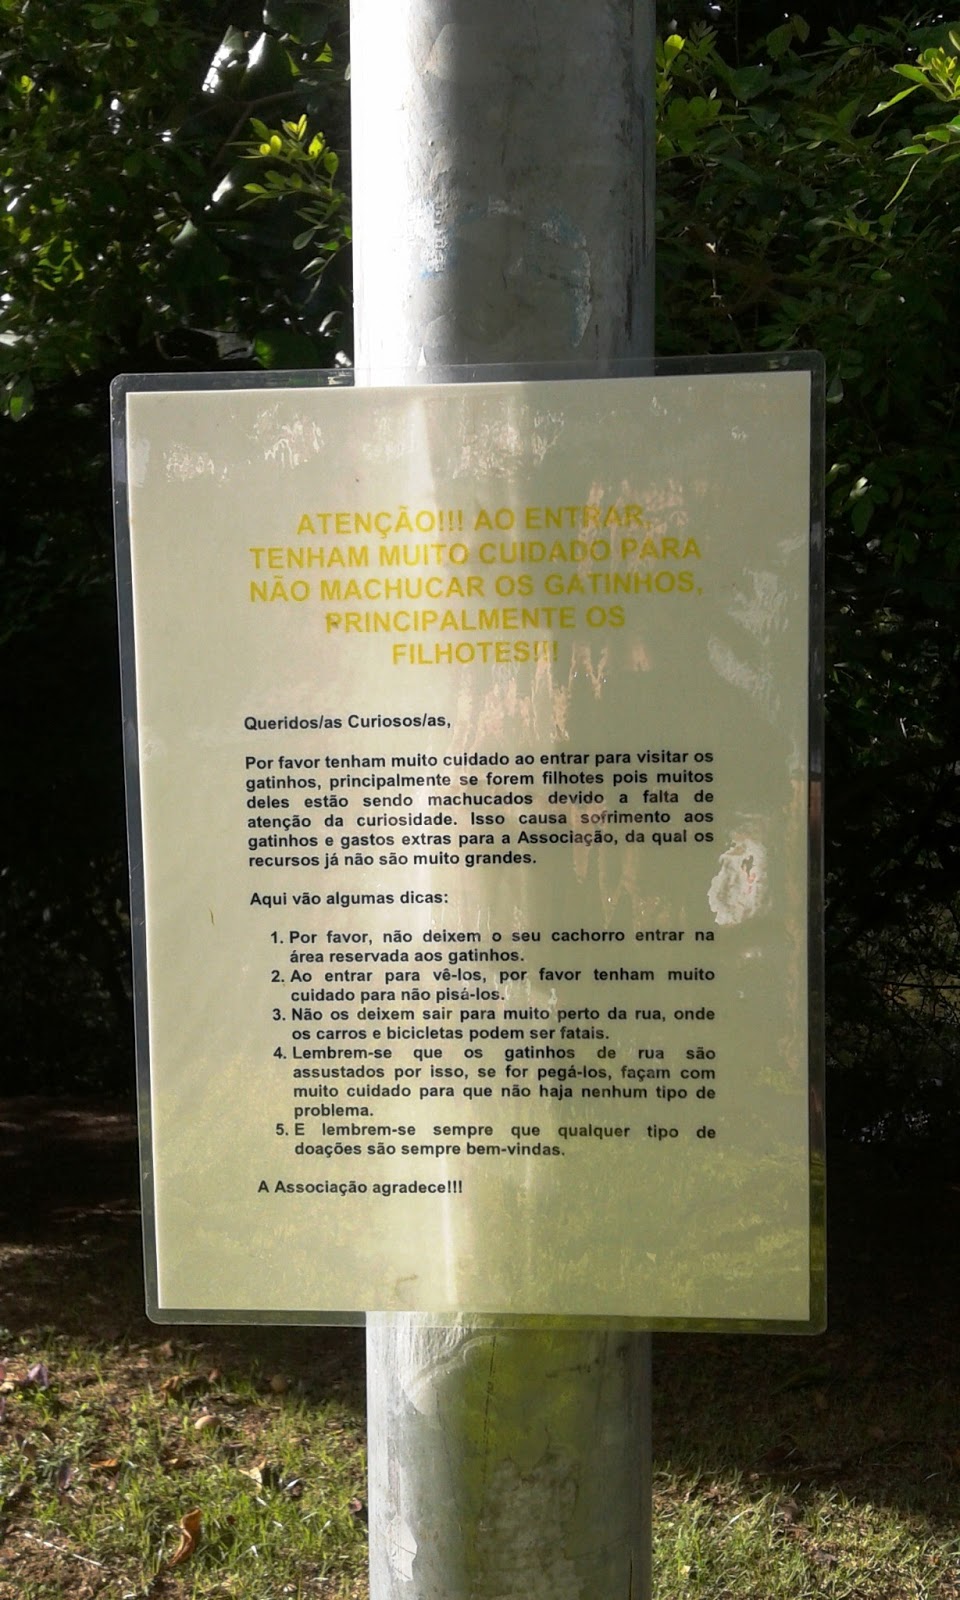 ATENÇÃO!!! AO ENTRAR,
TENHAM MUITO CUIDADO PARA
NÃO MACHUCAR OS GATINHOS,
PRINCIPALMENTE OS
FILHOTES!!!
Queridos/as Curiosos/as,
Por favor tenham muito cuidado ao entrar para visitar os
gatinhos, principalmente se forem filhotes pois muitos
deles estão sendo machucados devido a falta de
atenção da curiosidade. Isso causa sofrimento aos
gatinhos e gastos extras para a Associação, da qual os
recursos já não são muito grandes.
Aqui vão algumas dicas:
1. Por favor, não deixem o seu cachorro entrar na
área reservada aos gatinhos.
2. Ao entrar para vê-los, por favor tenham muito
cuidado para não pisá-los.
3. Não os deixem sair para muito perto da rua, onde
os carros e bicicletas podem ser fatais.
4. Lembrem-se que os gatinhos de rua são
assustados por isso, se for pegá-los, façam com
muito cuidado para que não haja nenhum tipo de
problema.
5. E lembrem-se sempre que qualquer tipo de
doações são sempre bem-vindas.
A Associação agradece!!!